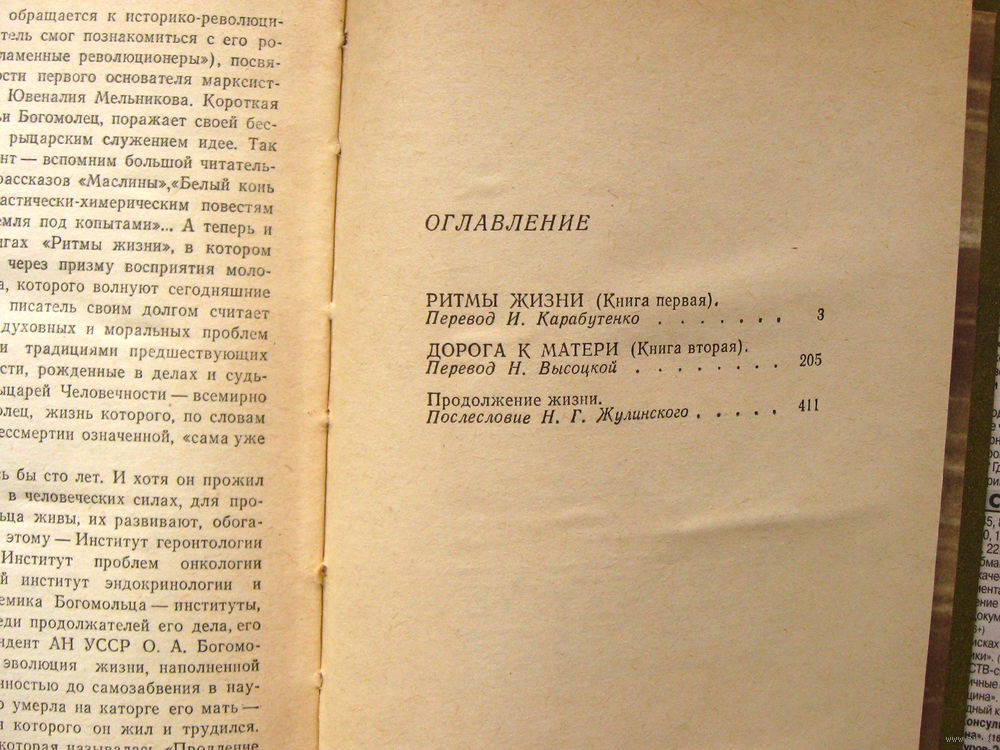 обращается к историко-революци-
тель смог познакомиться с его ро-
ламенные революционеры»), посвя-
ости первого основателя марксист-
Ювеналия Мельникова. Короткая
ьи Богомолец, поражает своей бес-
рыцарским служением идее. Так
нт — вспомним большой читатель-
рассказов «Маслины»,«Белый конь
астически-химерическим повестям
емля под копытами»... А теперь и
игах «Ритмы жизни», в котором
через призму восприятия моло-
а, которого волнуют сегодняшние
писатель своим долгом считает
духовных и моральных проблем
и традициями предшествующих
сти, рожденные в делах и судь-
ыцарей Человечности — всемирно
олец, жизнь которого, по словам
ессмертии означенной, «сама уже
ь бы сто лет. И хотя он прожил
в человеческих силах, для про-
ьца живы, их развивают, обога-
этому — Институт геронтологии
Институт проблем онкологии
й институт эндокринологии и
емика Богомольца — институты,
еди продолжателей его дела, его
идент АН УССР О. А. Богомо-
эволюция жизни, наполненной
нностью до самозабвения в нау-
о умерла на каторге его мать —
я которого он жил и трудился.
которая называлась «Продление
ОГЛАВЛЕНИЕ
РИТМЫ ЖИЗНИ (Книга первая).
Перевод И. Карабутенко . . . . . . . 3
ДОРОГА К МАТЕРИ (Книга вторая).
Перевод Н. Высоцкой . . . . . . . . 205
Продолжение жизни.
Послесловие Н. Г. Жулинского . . . . . 411